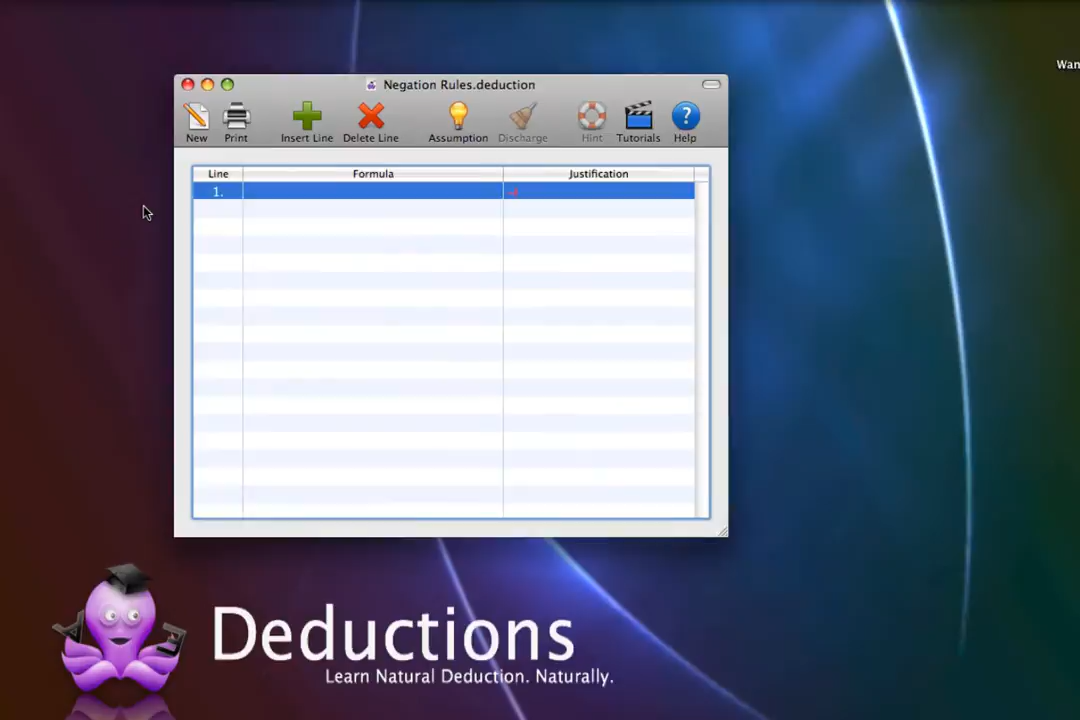 Wan
Negation Rules.deduction
New Print Insert Line Delete Line Assumption Discharge Hint Tutorials ? Help
Line Formula Justification
1.
Deductions
Learn Natural Deduction. Naturally.